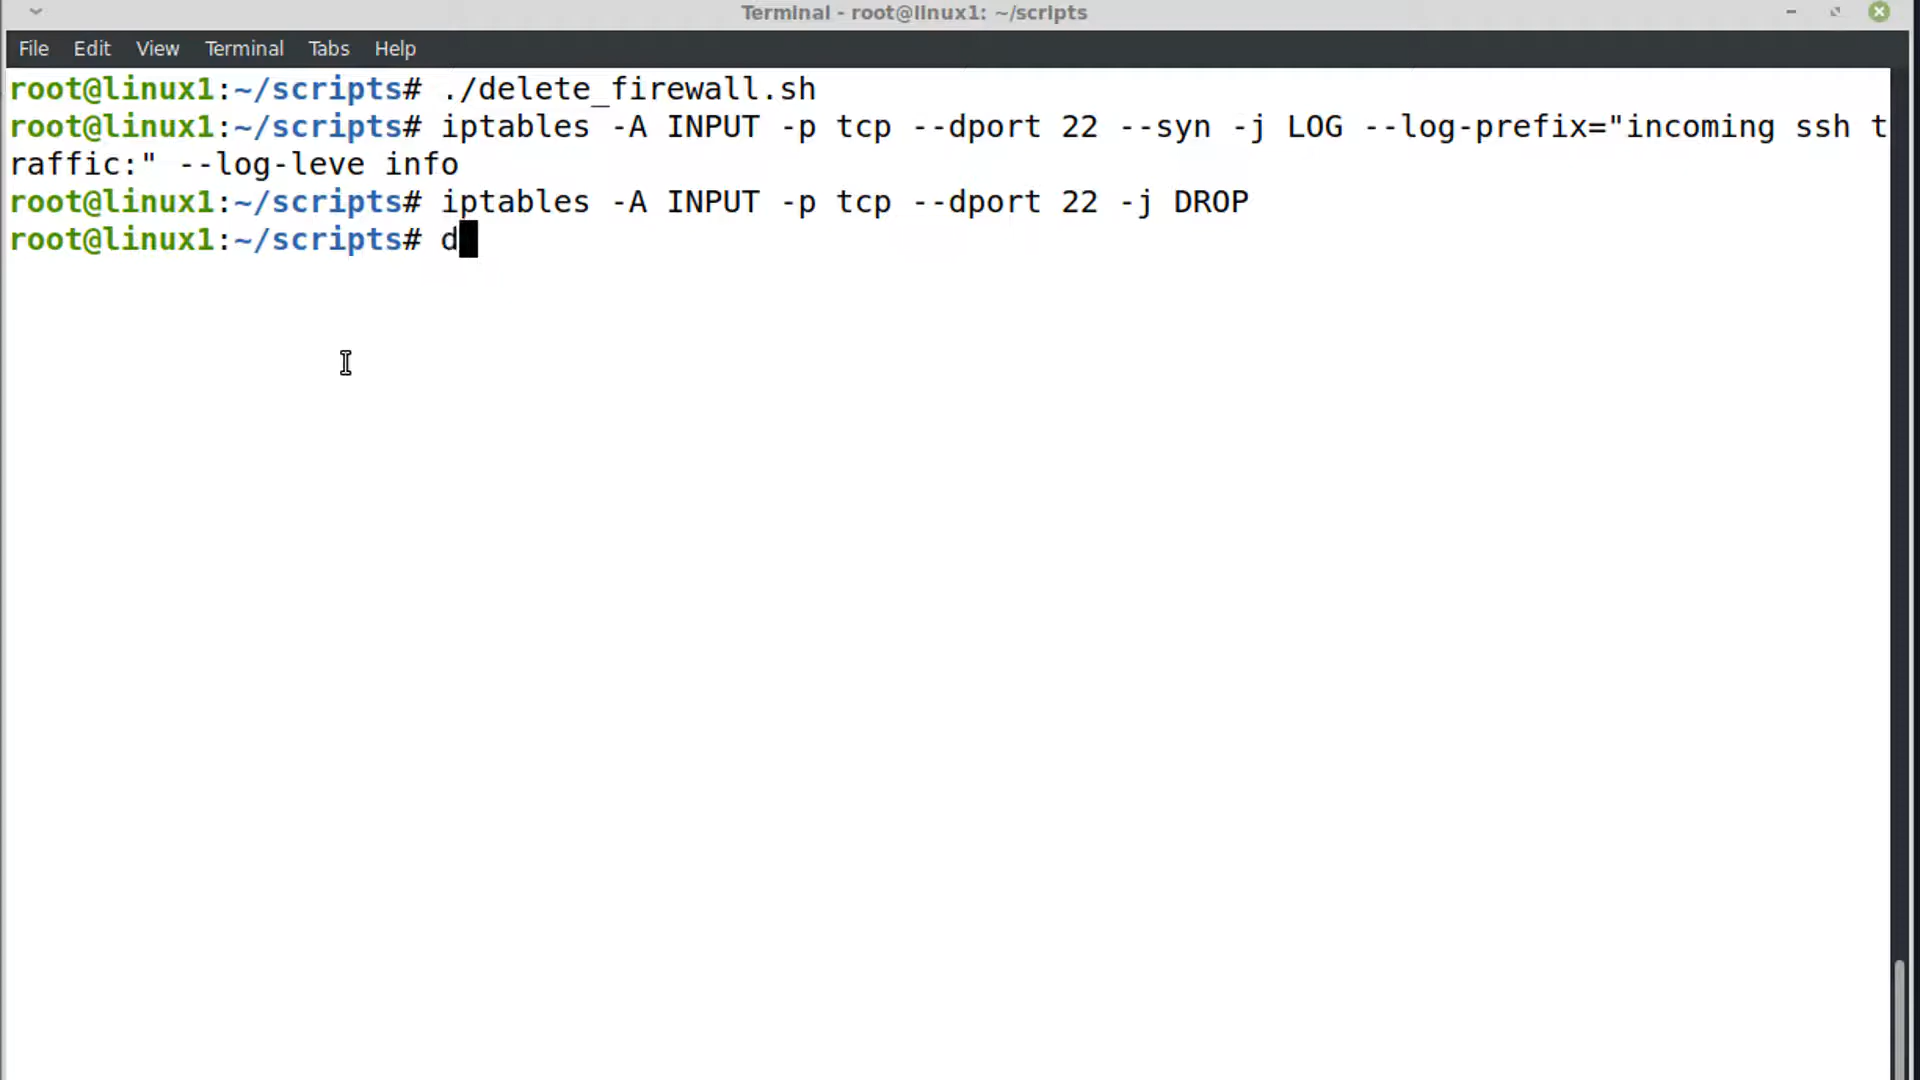 Terminal - root@linux1: ~/scripts
File Edit View Terminal Tabs Help
root@linux1:~/scripts# ./delete_firewall.sh
root@linux1:~/scripts# iptables -A INPUT -p tcp --dport 22 --syn -j LOG --log-prefix="incoming ssh t
raffic:" --log-leve info
root@linux1:~/scripts# iptables -A INPUT -p tcp --dport 22 -j DROP
root@linux1:~/scripts# d